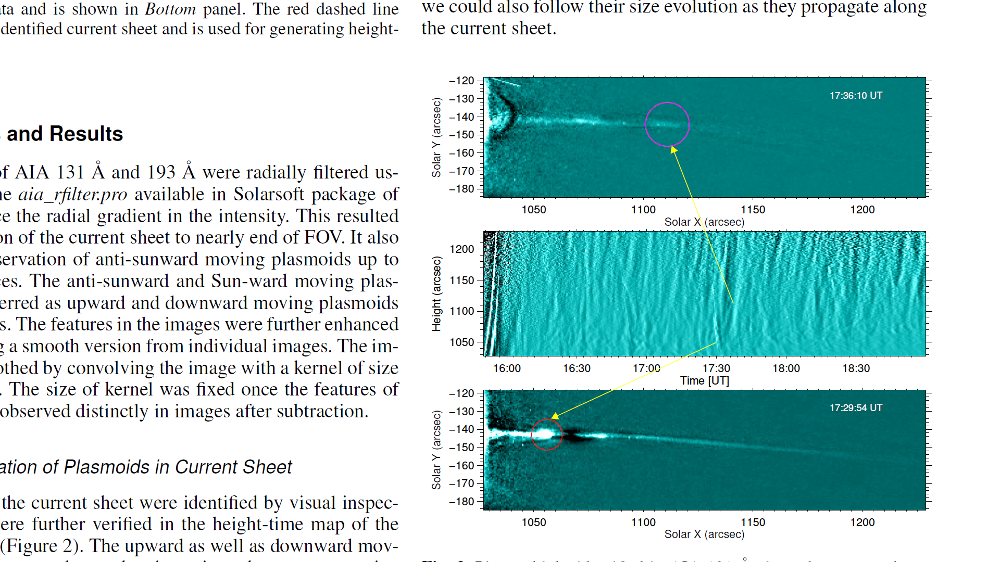 ata and is shown in Bottom panel. The red dashed line
dentified current sheet and is used for generating height-
and Results
of AIA 131 Å and 193 Å were radially filtered us-
he aia_rfilter.pro available in Solarsoft package of
ce the radial gradient in the intensity. This resulted
on of the current sheet to nearly end of FOV. It also
servation of anti-sunward moving plasmoids up to
ces. The anti-sunward and Sun-ward moving plas-
erred as upward and downward moving plasmoids
s. The features in the images were further enhanced
g a smooth version from individual images. The im-
othed by convolving the image with a kernel of size
. The size of kernel was fixed once the features of
observed distinctly in images after subtraction.
ation of Plasmoids in Current Sheet
the current sheet were identified by visual inspec-
ere further verified in the height-time map of the
(Figure 2). The upward as well as downward mov-
we could also follow their size evolution as they propagate along
the current sheet.
−120
−130
−140
−150
−160
−170
−180
Solar Y (arcsec)
17:36:10 UT
1050 1100 1150 1200
Solar X (arcsec)
1200
1150
1100
1050
Height (arcsec)
16:00 16:30 17:00 17:30 18:00 18:30
Time [UT]
−120
−130
−140
−150
−160
−170
−180
Solar Y (arcsec)
17:29:54 UT
1050 1100 1150 1200
Solar X (arcsec)